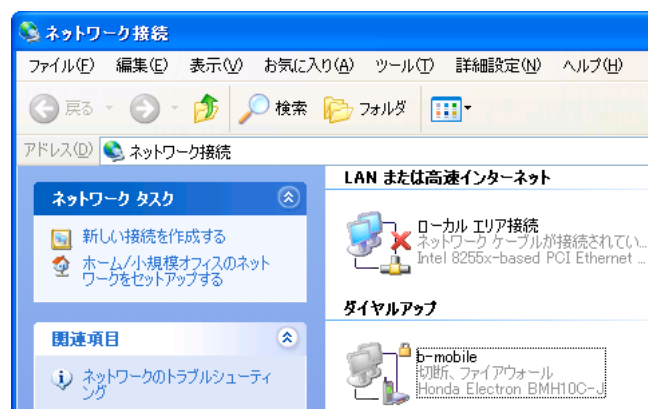 ネットワーク接続
ファイル(F) 編集(E) 表示(V) お気に入り(A) ツール(T) 詳細設定(N) ヘルプ(H)
戻る 検索 フォルダ
アドレス(D) ネットワーク接続
ネットワーク タスク
新しい接続を作成する
ホーム/小規模オフィスのネット
ワークをセットアップする
関連項目
ネットワークのトラブルシューティ
ング
LAN または高速インターネット
ローカル エリア接続
ネットワーク ケーブルが接続されてい...
Intel 8255x-based PCI Ethernet ...
ダイヤルアップ
b-mobile
切断、ファイアウォール
Honda Electron BMH10C-J